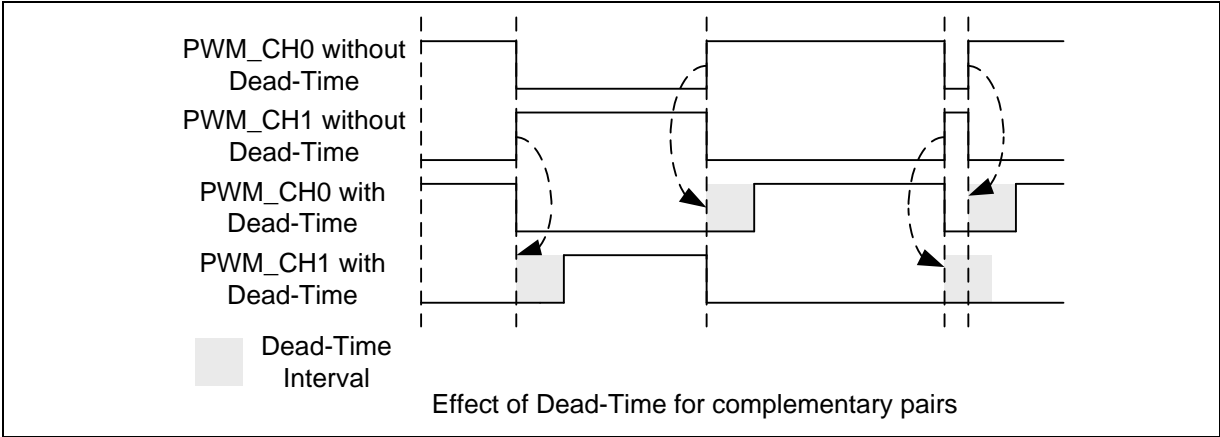 PWM_CH0 without
Dead-Time
PWM_CH1 without
Dead-Time
PWM_CH0 with
Dead-Time
PWM_CH1 with
Dead-Time
Dead-Time
Interval
Effect of Dead-Time for complementary pairs